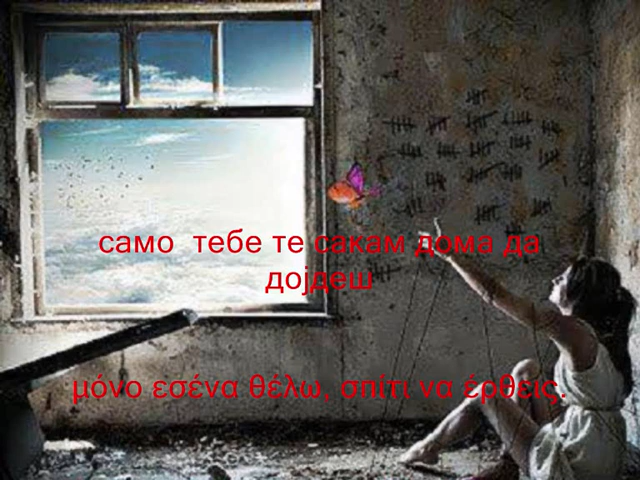 само  тебе те сакам дома да
дојдеш
μόνο εσένα θέλω, σπίτι να έρθεις.